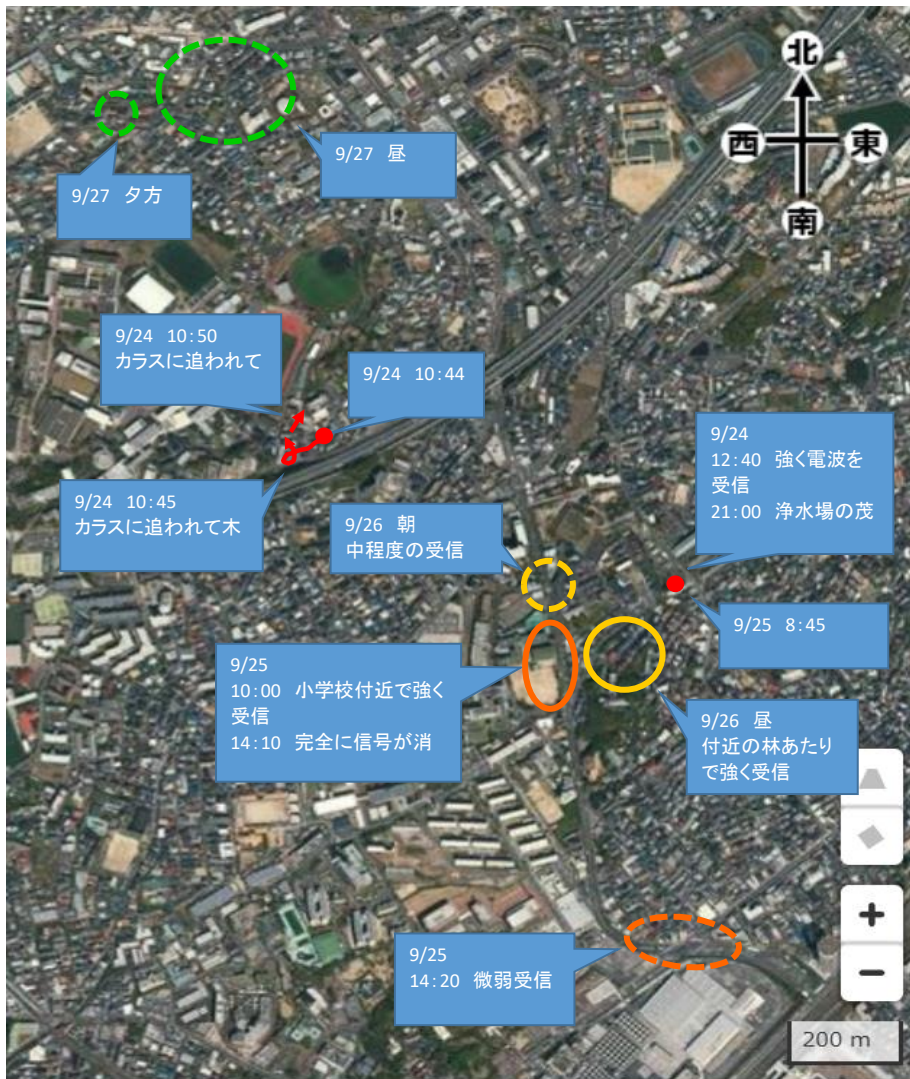 北
西
東
南
9/27 昼
9/27 夕方
9/24 10:50
カラスに追われて
9/24 10:44
9/24 10:45
カラスに追われて木
9/24
12:40 強く電波を
受信
21:00 浄水場の茂
9/26 朝
中程度の受信
9/25 8:45
9/25
10:00 小学校付近で強く
受信
14:10 完全に信号が消
9/26 昼
付近の林あたり
で強く受信
9/25
14:20 微弱受信
+
−
200 m